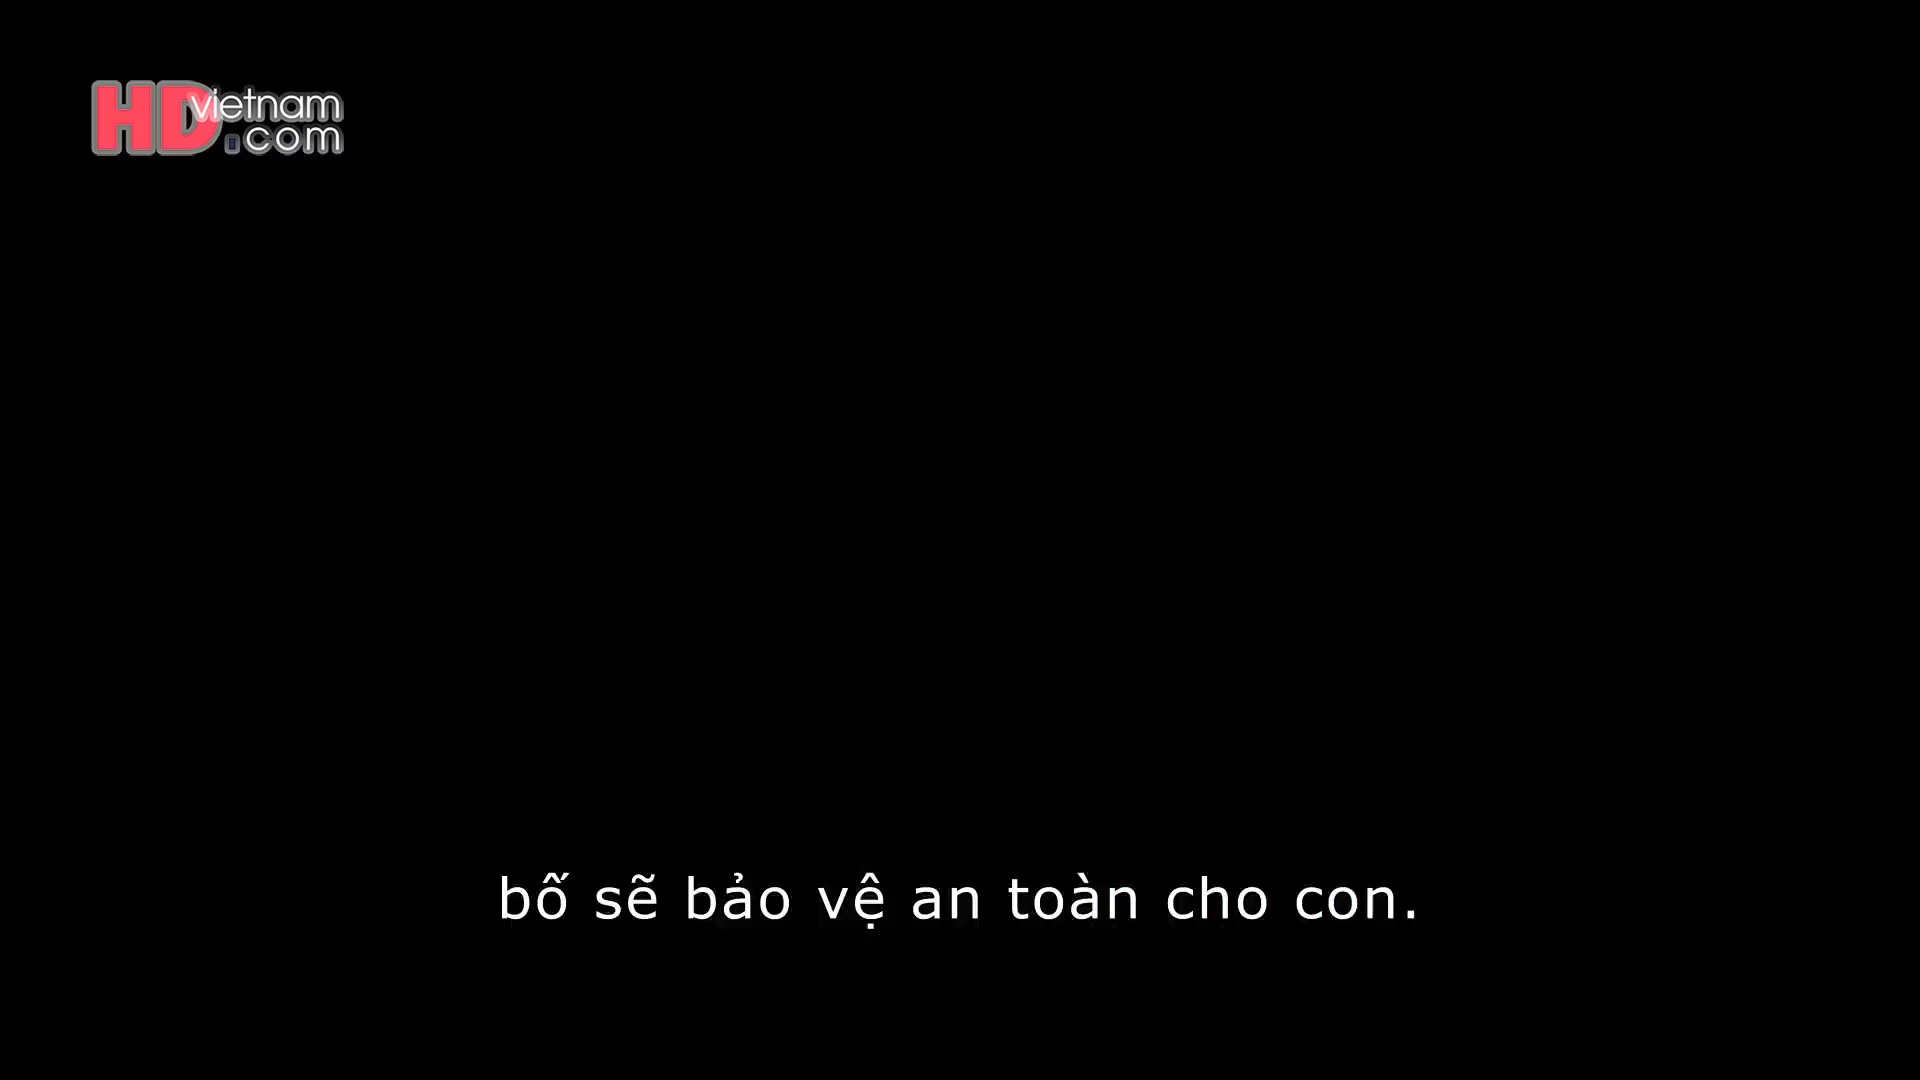 HDvietnam
.com
bố sẽ bảo vệ an toàn cho con.